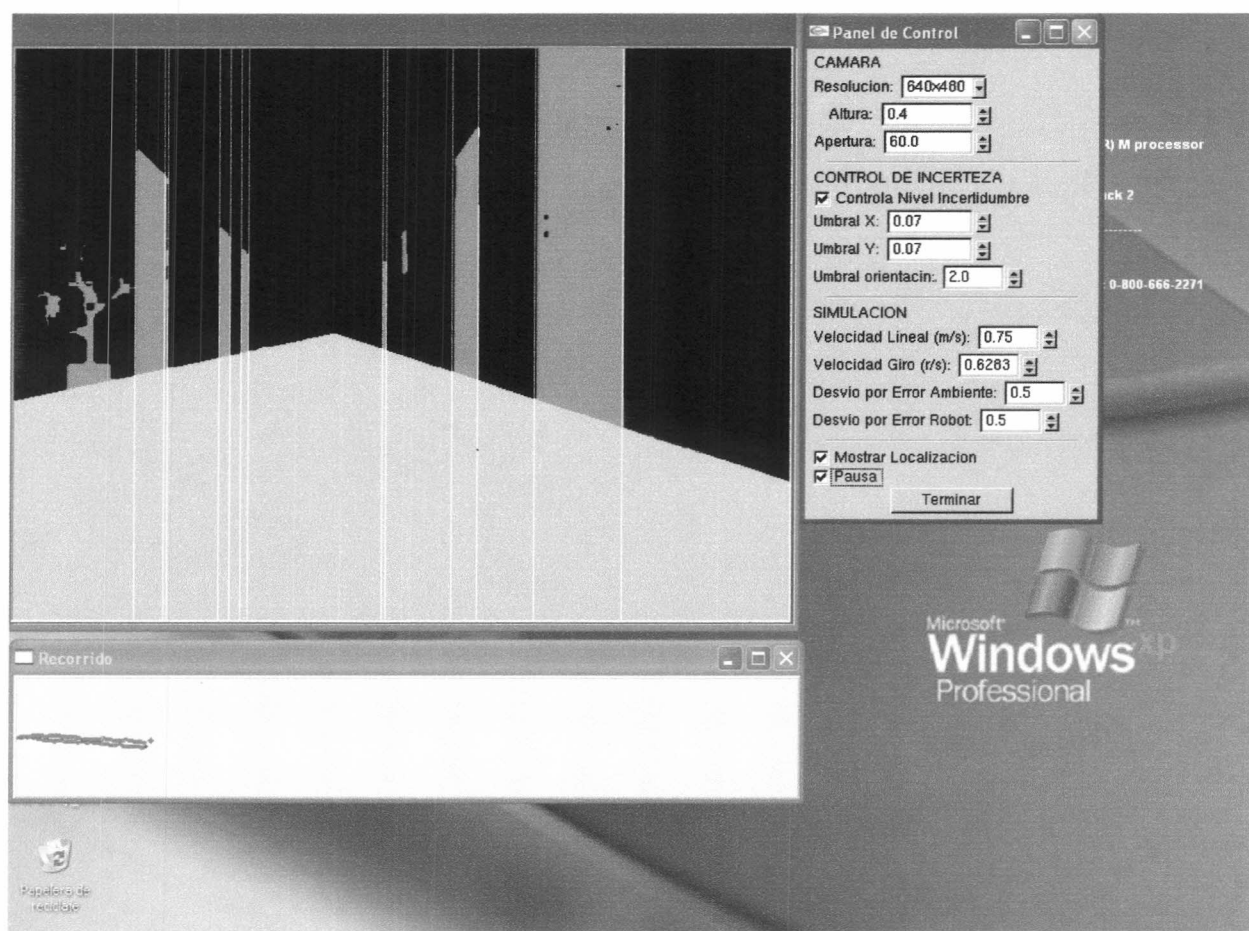 Panel de Control
CAMARA
Resolucion: 640x480
Altura: 0.4
Apertura: 60.0
CONTROL DE INCERTEZA
Controla Nivel Incertidumbre
Umbral X: 0.07
Umbral Y: 0.07
Umbral orientacin: 2.0
SIMULACION
Velocidad Lineal (m/s): 0.75
Velocidad Giro (r/s): 0.6283
Desvio por Error Ambiente: 0.5
Desvio por Error Robot: 0.5
Mostrar Localizacion
Pausa
Terminar
R) M processor
ack 2
0-800-666-2271
Recorrido
Microsoft
Windows xp
Professional
Papelera de
reciclaje